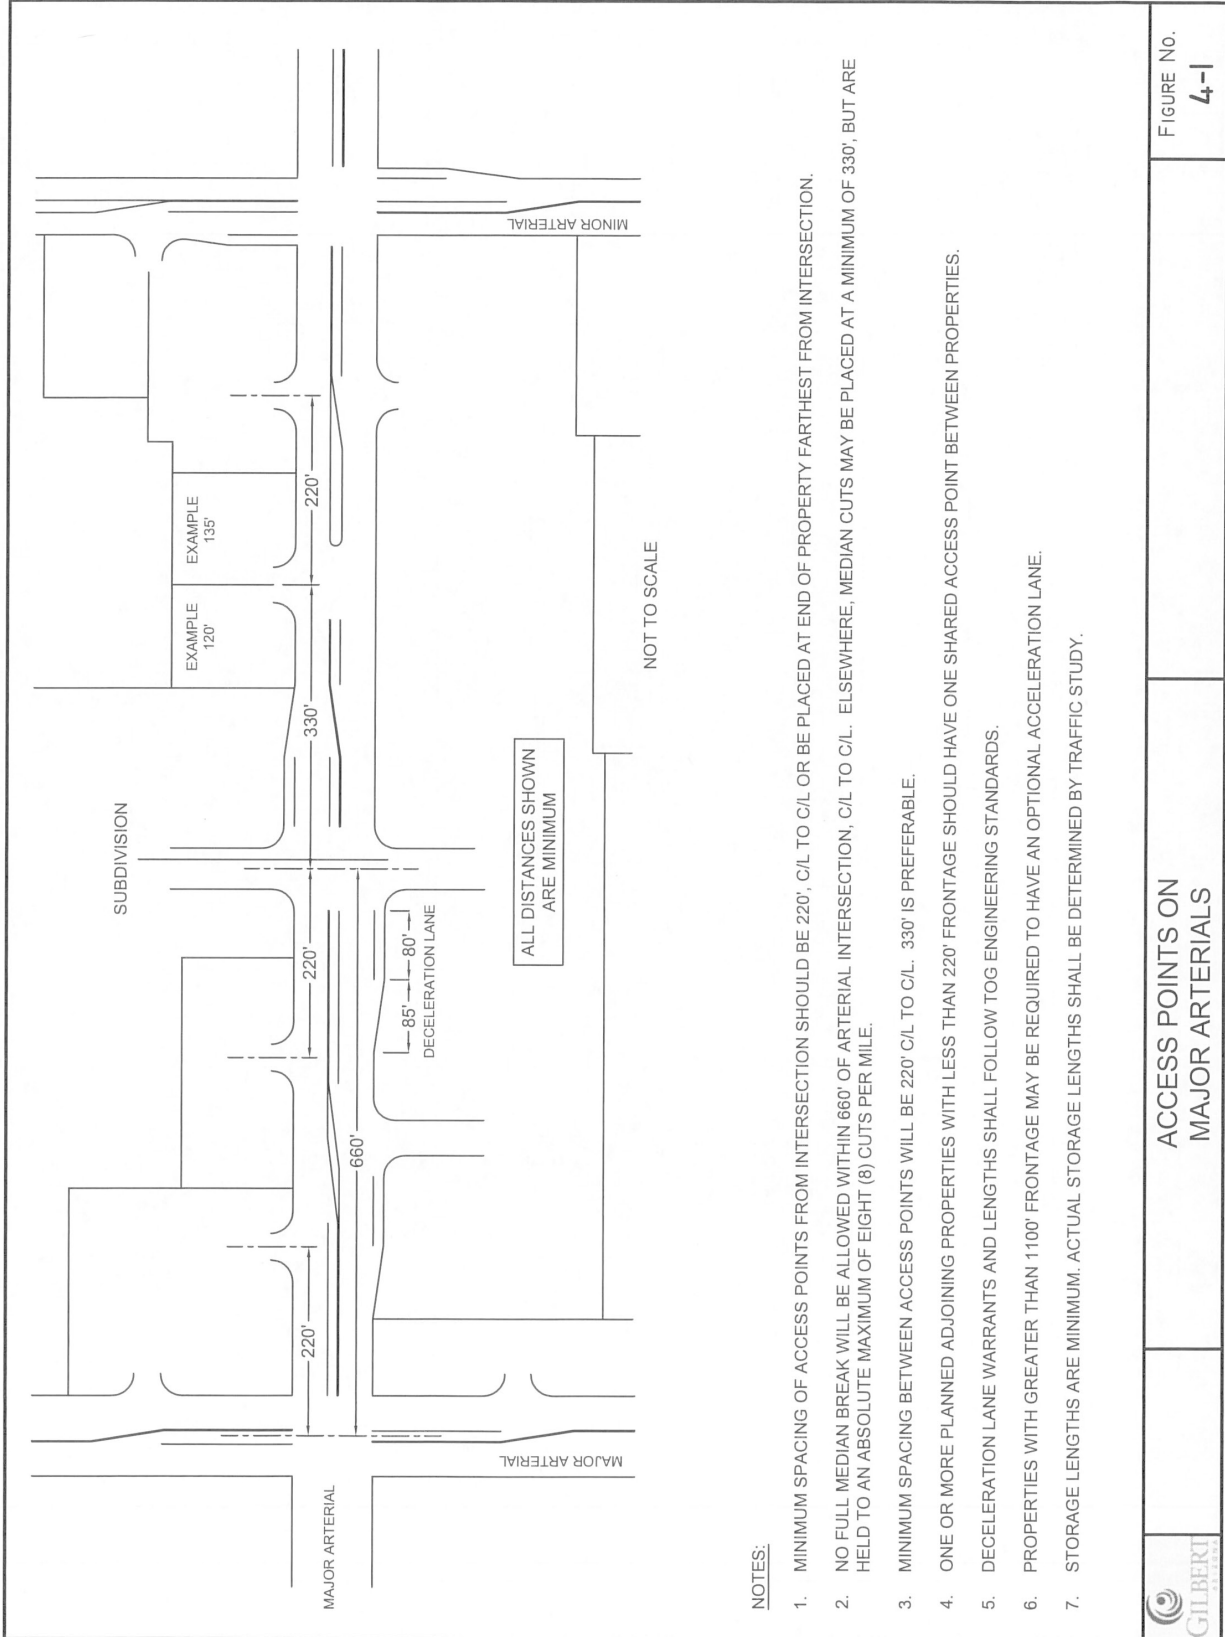 SUBDIVISION
EXAMPLE
120'
EXAMPLE
135'
220'
220'
330'
220'
660'
85'
80'
DECELERATION LANE
MAJOR ARTERIAL
MAJOR ARTERIAL
MINOR ARTERIAL
ALL DISTANCES SHOWN
ARE MINIMUM
NOT TO SCALE
NOTES:
1. MINIMUM SPACING OF ACCESS POINTS FROM INTERSECTION SHOULD BE 220', C/L TO C/L OR BE PLACED AT END OF PROPERTY FARTHEST FROM INTERSECTION.
2. NO FULL MEDIAN BREAK WILL BE ALLOWED WITHIN 660' OF ARTERIAL INTERSECTION, C/L TO C/L. ELSEWHERE, MEDIAN CUTS MAY BE PLACED AT A MINIMUM OF 330', BUT ARE
HELD TO AN ABSOLUTE MAXIMUM OF EIGHT (8) CUTS PER MILE.
3. MINIMUM SPACING BETWEEN ACCESS POINTS WILL BE 220' C/L TO C/L. 330' IS PREFERABLE.
4. ONE OR MORE PLANNED ADJOINING PROPERTIES WITH LESS THAN 220' FRONTAGE SHOULD HAVE ONE SHARED ACCESS POINT BETWEEN PROPERTIES.
5. DECELERATION LANE WARRANTS AND LENGTHS SHALL FOLLOW TOG ENGINEERING STANDARDS.
6. PROPERTIES WITH GREATER THAN 1100' FRONTAGE MAY BE REQUIRED TO HAVE AN OPTIONAL ACCELERATION LANE.
7. STORAGE LENGTHS ARE MINIMUM. ACTUAL STORAGE LENGTHS SHALL BE DETERMINED BY TRAFFIC STUDY.
GILBERT
ARIZONA
ACCESS POINTS ON
MAJOR ARTERIALS
FIGURE No.
4-1